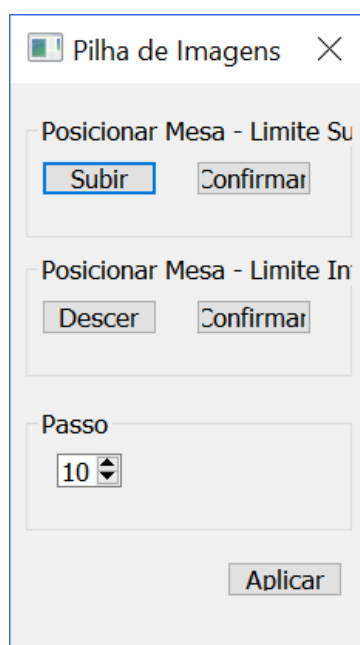 Pilha de Imagens
Posicionar Mesa - Limite Su
Subir Confirmar
Posicionar Mesa - Limite In
Descer Confirmar
Passo
10
Aplicar